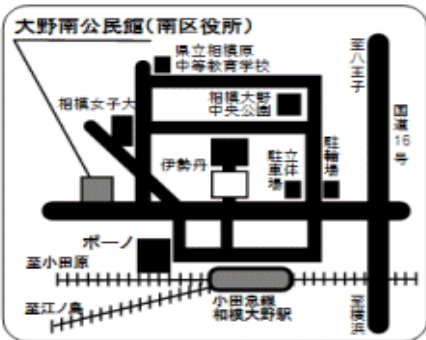 大野南公民館(南区役所)
県立相模原
中等教育学校
至八王子
相模女子大
相模大野
中央公園
国道16号
伊勢丹
立体
駐車場
駐輪場
ボーノ
至小田原
至江ノ島
小田急線
相模大野駅
至横浜